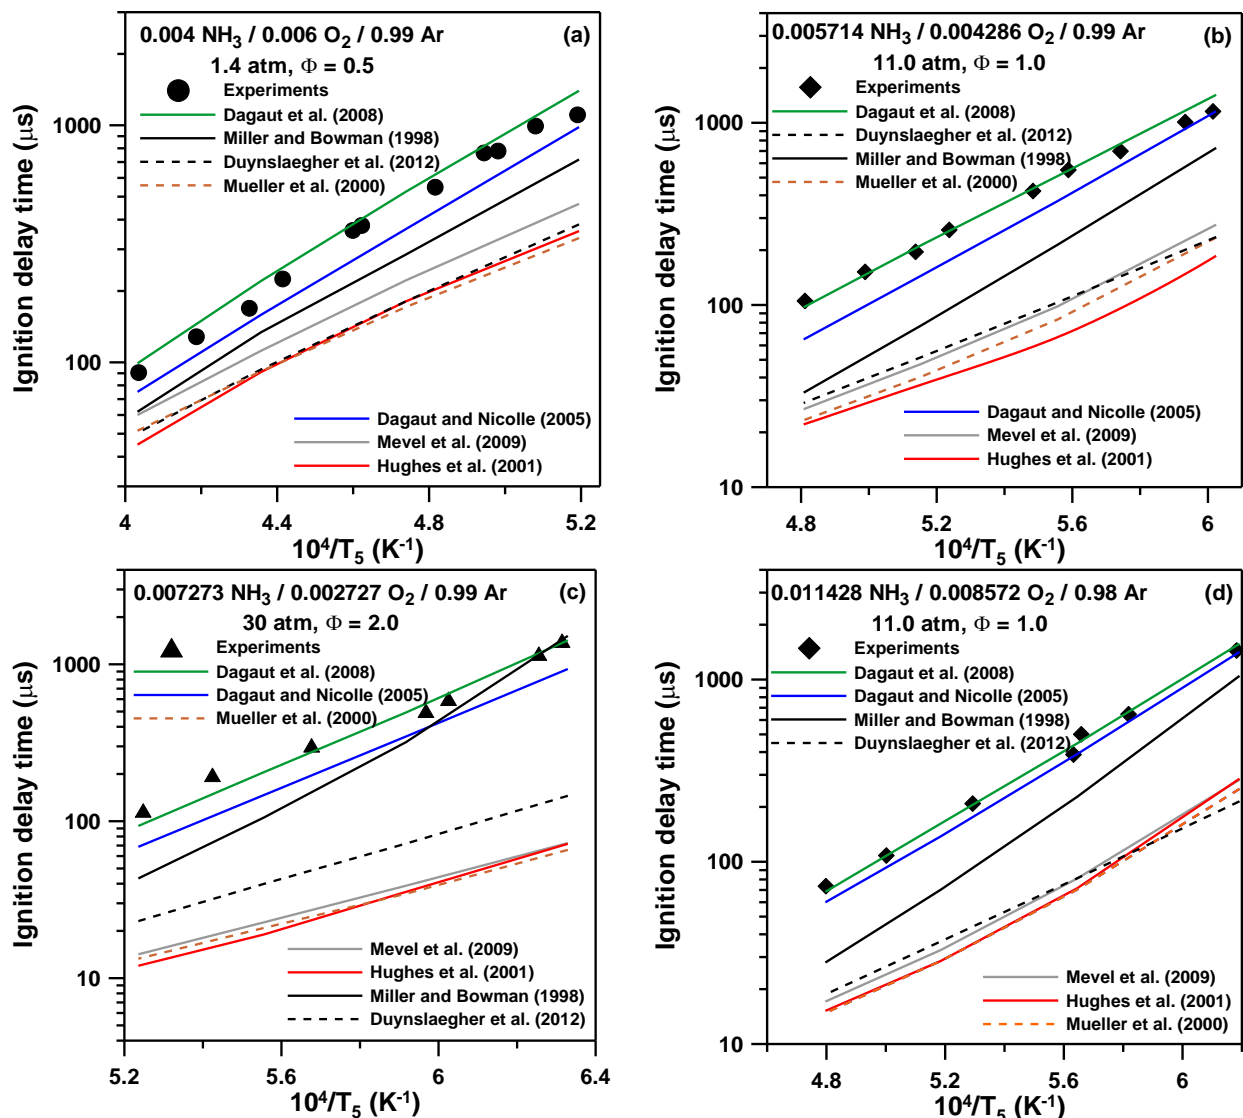 0.004 NH3 / 0.006 O2 / 0.99 Ar (a)
1.4 atm, Φ = 0.5
Experiments
Dagaut et al. (2008)
Miller and Bowman (1998)
Duynslaegher et al. (2012)
Mueller et al. (2000)
Dagaut and Nicolle (2005)
Mevel et al. (2009)
Hughes et al. (2001)
1000
100
Ignition delay time (μs)
4 4.4 4.8 5.2
10^4/T5 (K^-1)
0.005714 NH3 / 0.004286 O2 / 0.99 Ar (b)
11.0 atm, Φ = 1.0
Experiments
Dagaut et al. (2008)
Duynslaegher et al. (2012)
Miller and Bowman (1998)
Mueller et al. (2000)
Dagaut and Nicolle (2005)
Mevel et al. (2009)
Hughes et al. (2001)
1000
100
10
Ignition delay time (μs)
4.8 5.2 5.6 6
10^4/T5 (K^-1)
0.007273 NH3 / 0.002727 O2 / 0.99 Ar (c)
30 atm, Φ = 2.0
Experiments
Dagaut et al. (2008)
Dagaut and Nicolle (2005)
Mueller et al. (2000)
Mevel et al. (2009)
Hughes et al. (2001)
Miller and Bowman (1998)
Duynslaegher et al. (2012)
1000
100
10
Ignition delay time (μs)
5.2 5.6 6 6.4
10^4/T5 (K^-1)
0.011428 NH3 / 0.008572 O2 / 0.98 Ar (d)
11.0 atm, Φ = 1.0
Experiments
Dagaut et al. (2008)
Dagaut and Nicolle (2005)
Miller and Bowman (1998)
Duynslaegher et al. (2012)
Mevel et al. (2009)
Hughes et al. (2001)
Mueller et al. (2000)
1000
100
10
Ignition delay time (μs)
4.8 5.2 5.6 6
10^4/T5 (K^-1)